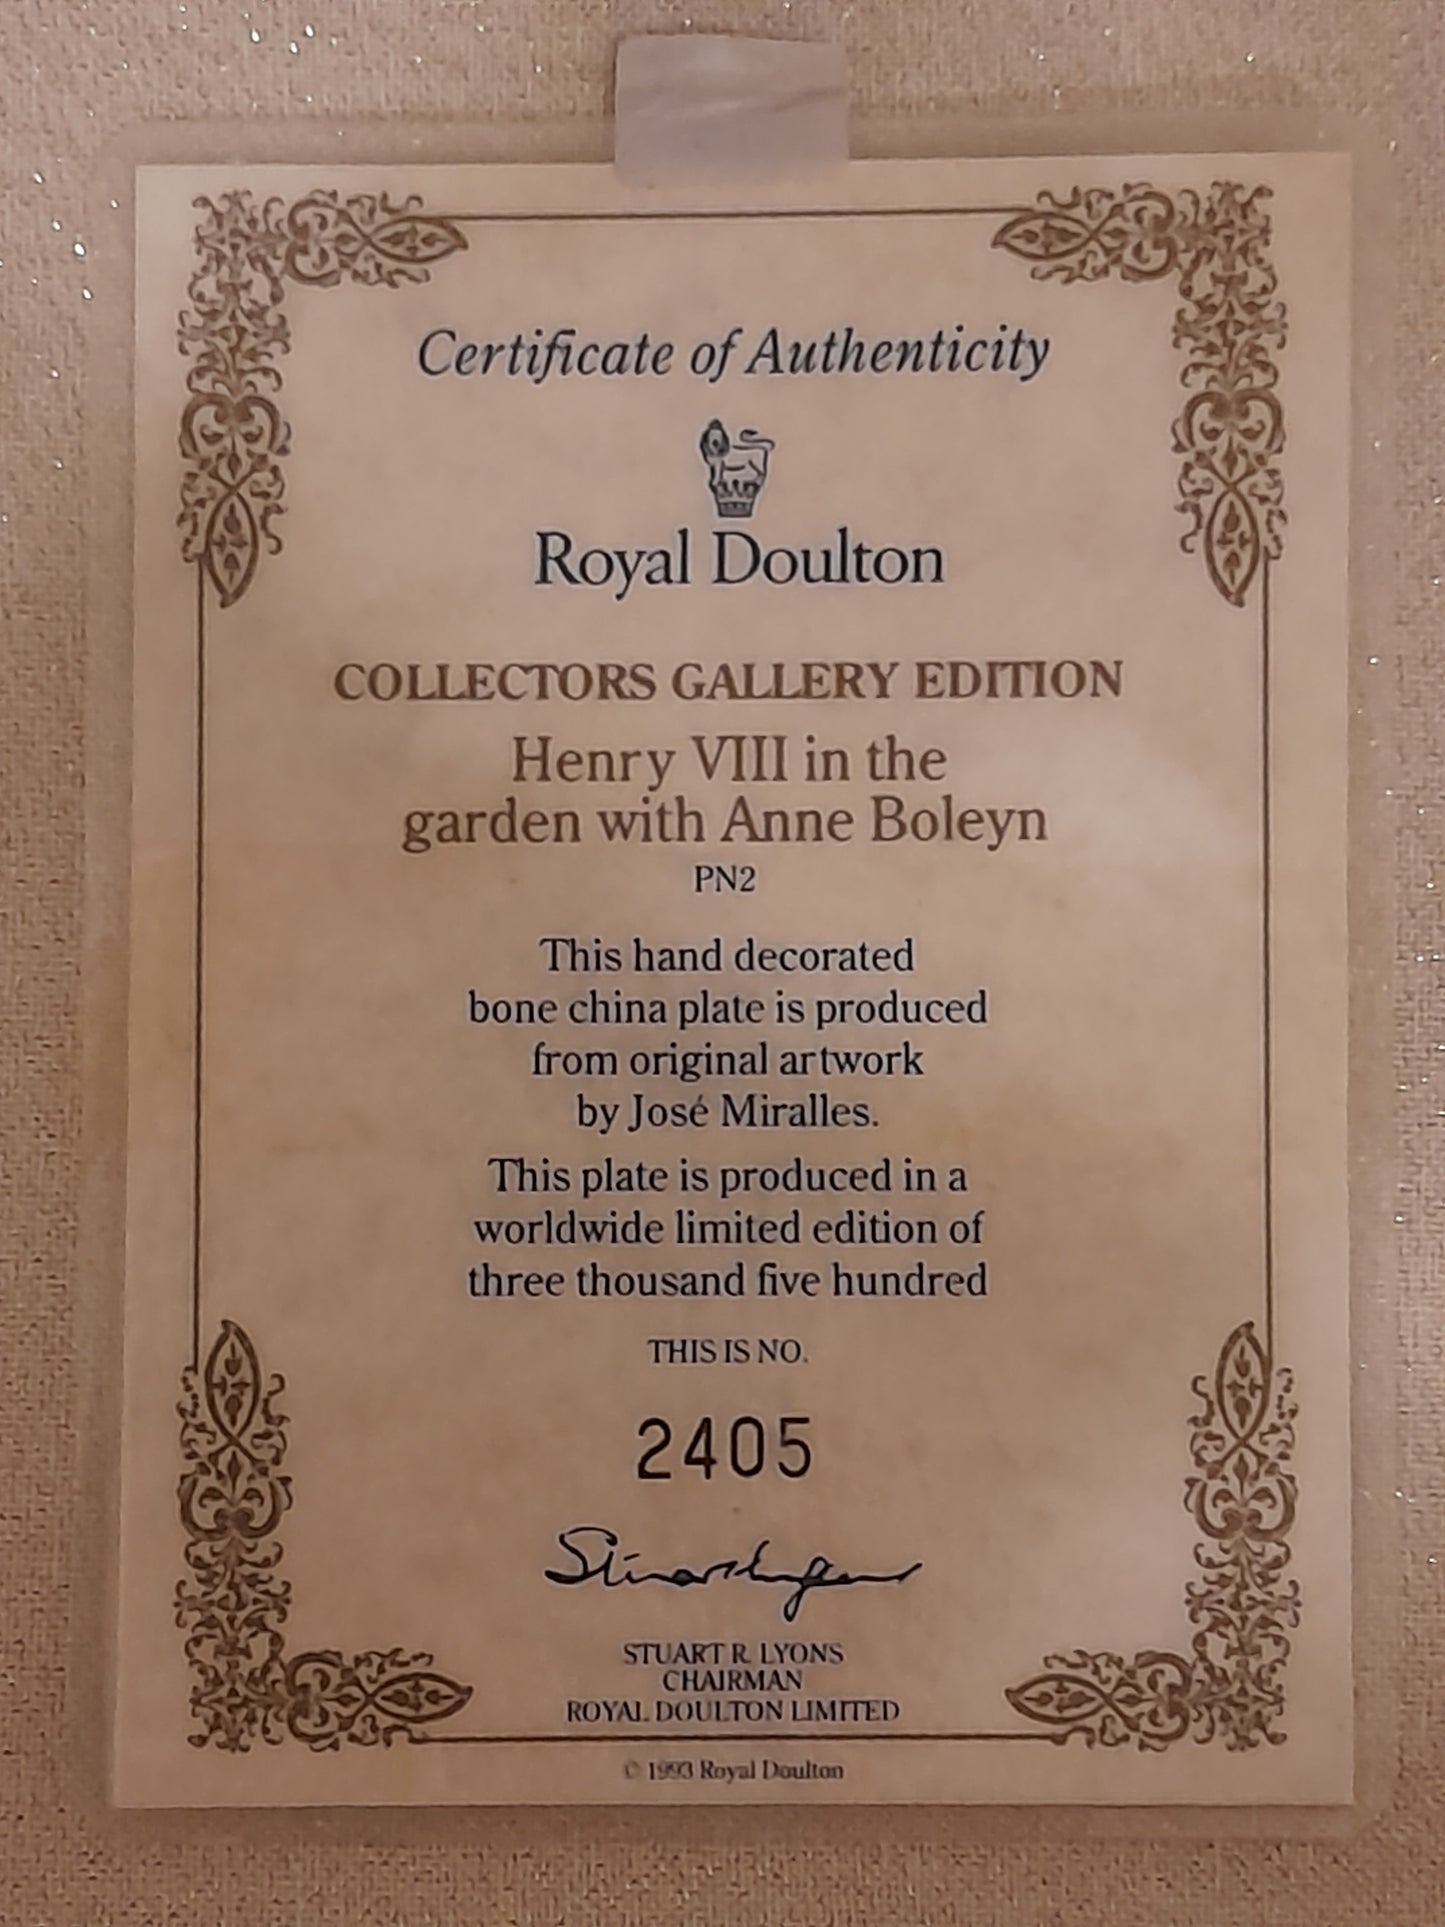 Certificate of Authenticity
Royal Doulton
COLLECTORS GALLERY EDITION
Henry VIII in the
garden with Anne Boleyn
PN2
This hand decorated
bone china plate is produced
from original artwork
by José Miralles.
This plate is produced in a
worldwide limited edition of
three thousand five hundred
THIS IS NO.
2405
Stuart Lyons
STUART R. LYONS
CHAIRMAN
ROYAL DOULTON LIMITED
© 1993 Royal Doulton